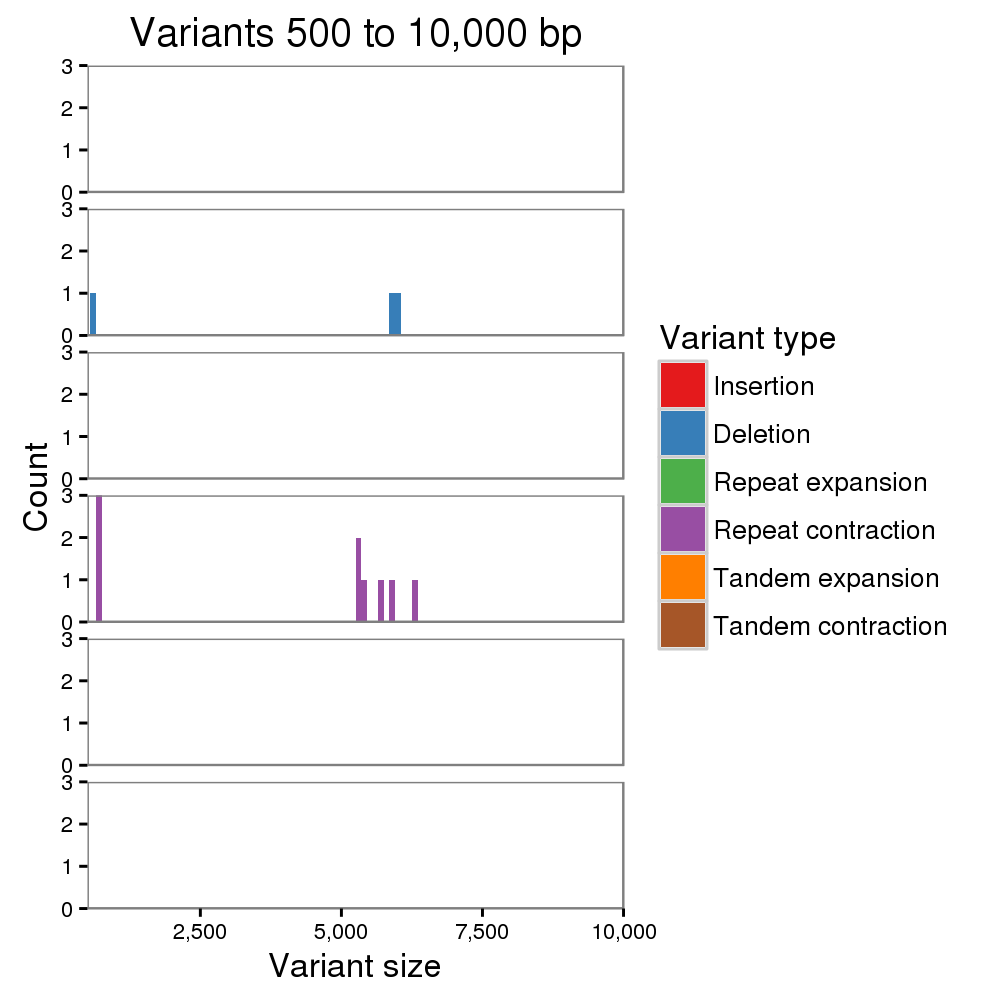 Variants 500 to 10,000 bp
3
2
1
0
3
2
1
0
3
2
1
0
3
2
1
0
3
2
1
0
3
2
1
0
Count
2,500 5,000 7,500 10,000
Variant size
Variant type
Insertion
Deletion
Repeat expansion
Repeat contraction
Tandem expansion
Tandem contraction